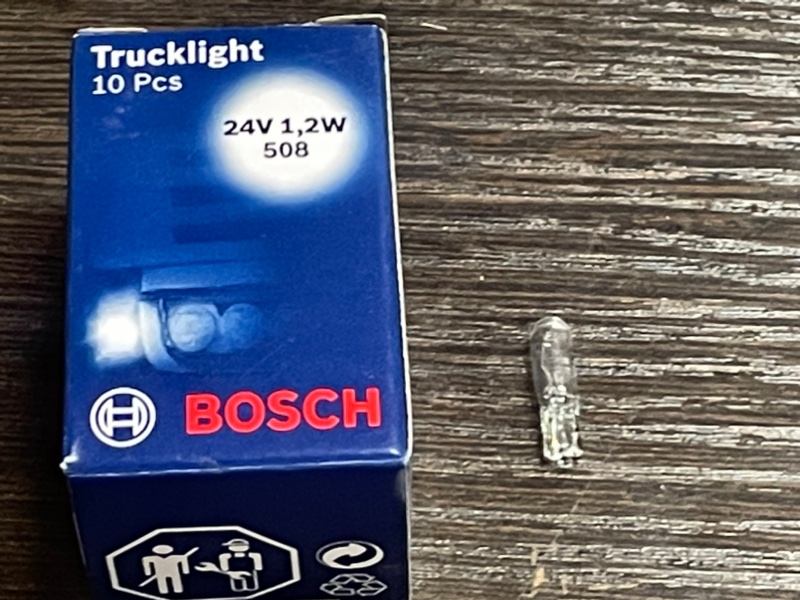 Trucklight
10 Pcs
24V 1,2W
508
BOSCH